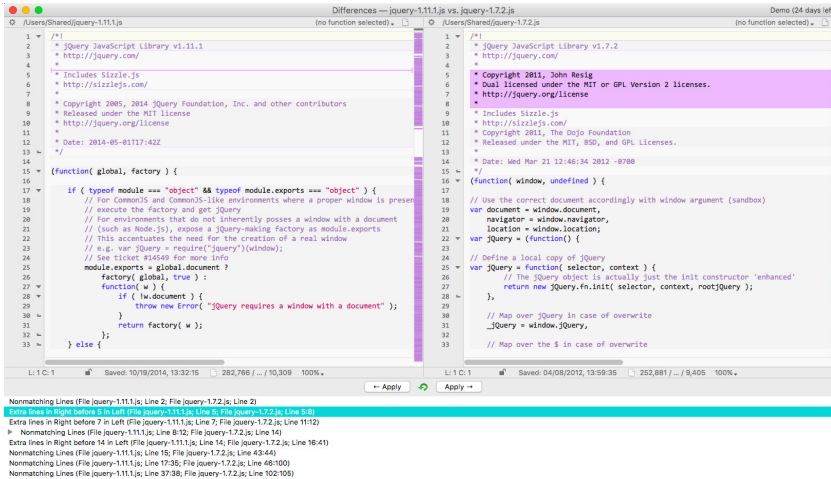 Differences — jquery-1.11.1.js vs. jquery-1.7.2.js
Demo (24 days lef
/Users/Shared/jquery-1.11.1.js
(no function selected)
/Users/Shared/jquery-1.7.2.js
(no function selected)
1 /*!
2 * jQuery JavaScript Library v1.11.1
3 * http://jquery.com/
4 *
5 * Includes Sizzle.js
6 * http://sizzlejs.com/
7 *
8 * Copyright 2005, 2014 jQuery Foundation, Inc. and other contributors
9 * Released under the MIT license
10 * http://jquery.org/license
11 *
12 * Date: 2014-05-01T17:42Z
13 */
14
15 (function( global, factory ) {
16
17 if ( typeof module === "object" && typeof module.exports === "object" ) {
18 // For CommonJS and CommonJS-like environments where a proper window is presen
19 // execute the factory and get jQuery
20 // For environments that do not inherently posses a window with a document
21 // (such as Node.js), expose a jQuery-making factory as module.exports
22 // This accentuates the need for the creation of a real window
23 // e.g. var jQuery = require("jquery")(window);
24 // See ticket #14549 for more info
25 module.exports = global.document ?
26 factory( global, true ) :
27 function( w ) {
28 if ( !w.document ) {
29 throw new Error( "jQuery requires a window with a document" );
30 }
31 return factory( w );
32 };
33 } else {
1 /*!
2 * jQuery JavaScript Library v1.7.2
3 * http://jquery.com/
4 *
5 * Copyright 2011, John Resig
6 * Dual licensed under the MIT or GPL Version 2 licenses.
7 * http://jquery.org/license
8 *
9 * Includes Sizzle.js
10 * http://sizzlejs.com/
11 * Copyright 2011, The Dojo Foundation
12 * Released under the MIT, BSD, and GPL Licenses.
13 *
14 * Date: Wed Mar 21 12:46:34 2012 -0700
15 */
16 (function( window, undefined ) {
17
18 // Use the correct document accordingly with window argument (sandbox)
19 var document = window.document,
20 navigator = window.navigator,
21 location = window.location;
22 var jQuery = (function() {
23
24 // Define a local copy of jQuery
25 var jQuery = function( selector, context ) {
26 // The jQuery object is actually just the init constructor 'enhanced'
27 return new jQuery.fn.init( selector, context, rootjQuery );
28 },
29
30 // Map over jQuery in case of overwrite
31 _jQuery = window.jQuery,
32
33 // Map over the $ in case of overwrite
L: 1 C: 1 Saved: 10/19/2014, 13:32:15 282,766 / ... / 10,309 100%
L: 1 C: 1 Saved: 04/08/2012, 13:59:35 252,881 / ... / 9,405 100%
← Apply
Apply →
Nonmatching Lines (File jquery-1.11.1.js; Line 2; File jquery-1.7.2.js; Line 2)
Extra lines in Right before 5 in Left (File jquery-1.11.1.js; Line 5; File jquery-1.7.2.js; Line 5:8)
Extra lines in Right before 7 in Left (File jquery-1.11.1.js; Line 7; File jquery-1.7.2.js; Line 11:12)
Nonmatching Lines (File jquery-1.11.1.js; Line 8:12; File jquery-1.7.2.js; Line 14)
Extra lines in Right before 14 in Left (File jquery-1.11.1.js; Line 14; File jquery-1.7.2.js; Line 16:41)
Nonmatching Lines (File jquery-1.11.1.js; Line 15; File jquery-1.7.2.js; Line 43:44)
Nonmatching Lines (File jquery-1.11.1.js; Line 17:35; File jquery-1.7.2.js; Line 46:100)
Nonmatching Lines (File jquery-1.11.1.js; Line 37:38; File jquery-1.7.2.js; Line 102:105)